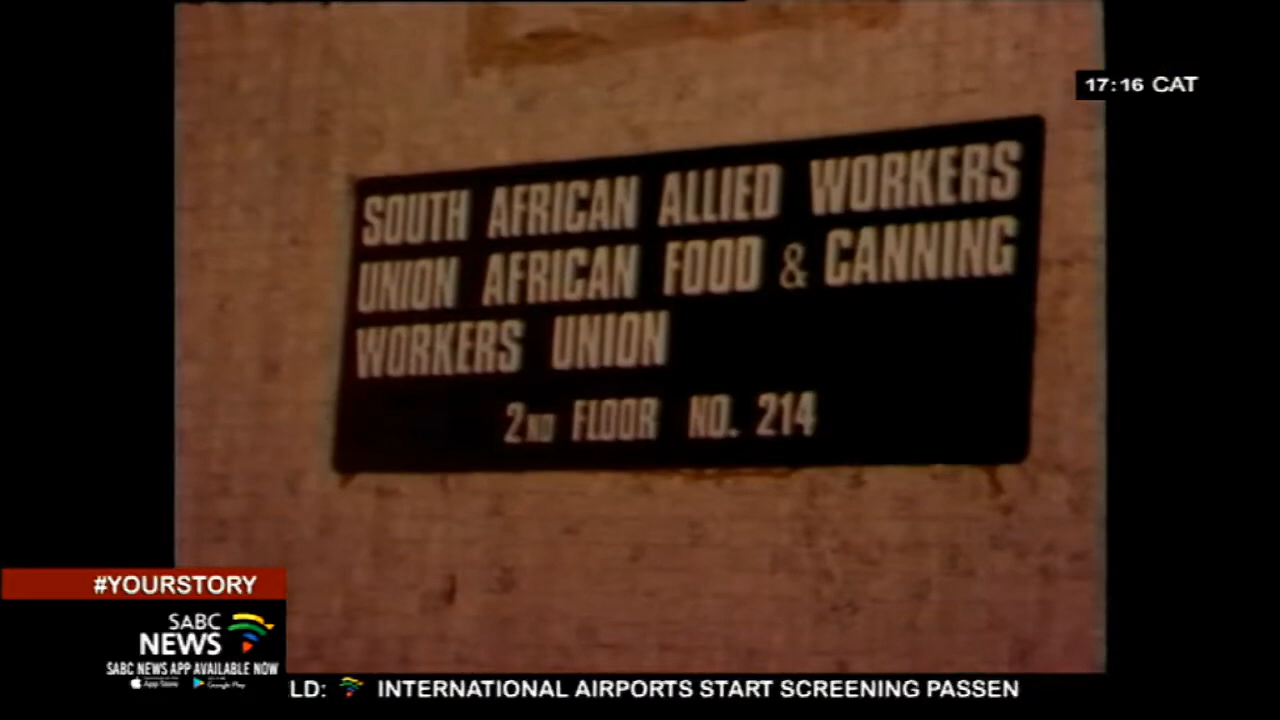 17:16 CAT
SOUTH AFRICAN ALLIED WORKERS
UNION AFRICAN FOOD & CANNING
WORKERS UNION
2ND FLOOR NO. 214
#YOURSTORY
SABC
NEWS
SABC NEWS APP AVAILABLE NOW
App Store
Google Play
LD: INTERNATIONAL AIRPORTS START SCREENING PASSEN